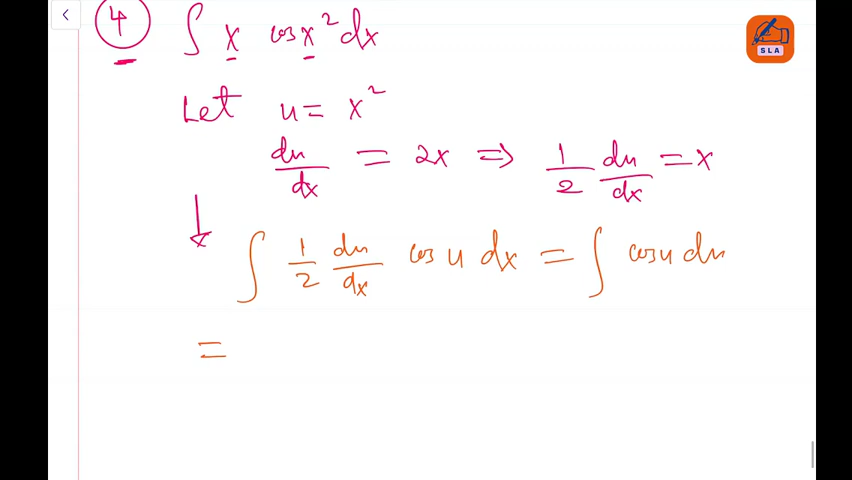 ④ ∫ x cos x² dx
SLA
Let u = x²
du/dx = 2x ⇒ 1/2 du/dx = x
∫ 1/2 du/dx cos u dx = ∫ cos u du
=